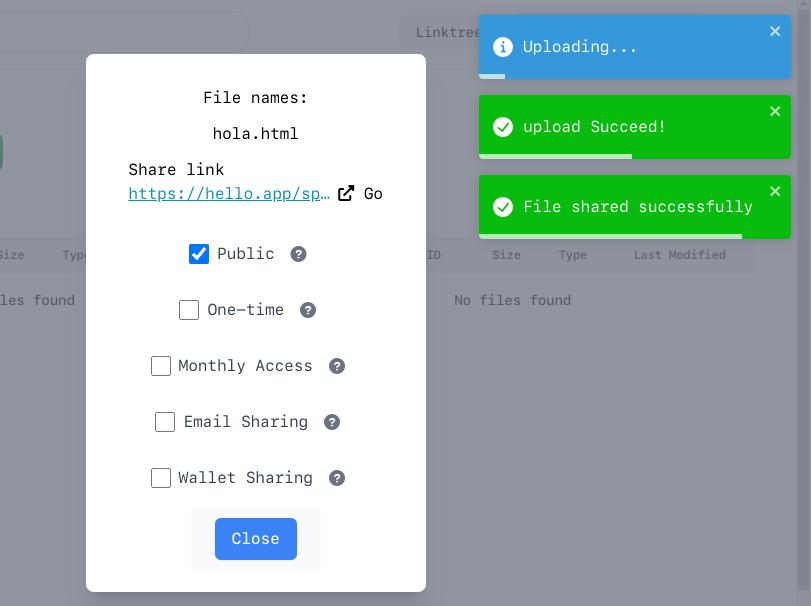 Linktree
Uploading...
upload Succeed!
File shared successfully
File names:
hola.html
Share link
https://hello.app/sp… Go
Public
One-time
Monthly Access
Email Sharing
Wallet Sharing
Close
Size
ID Size Type Last Modified
files found
No files found